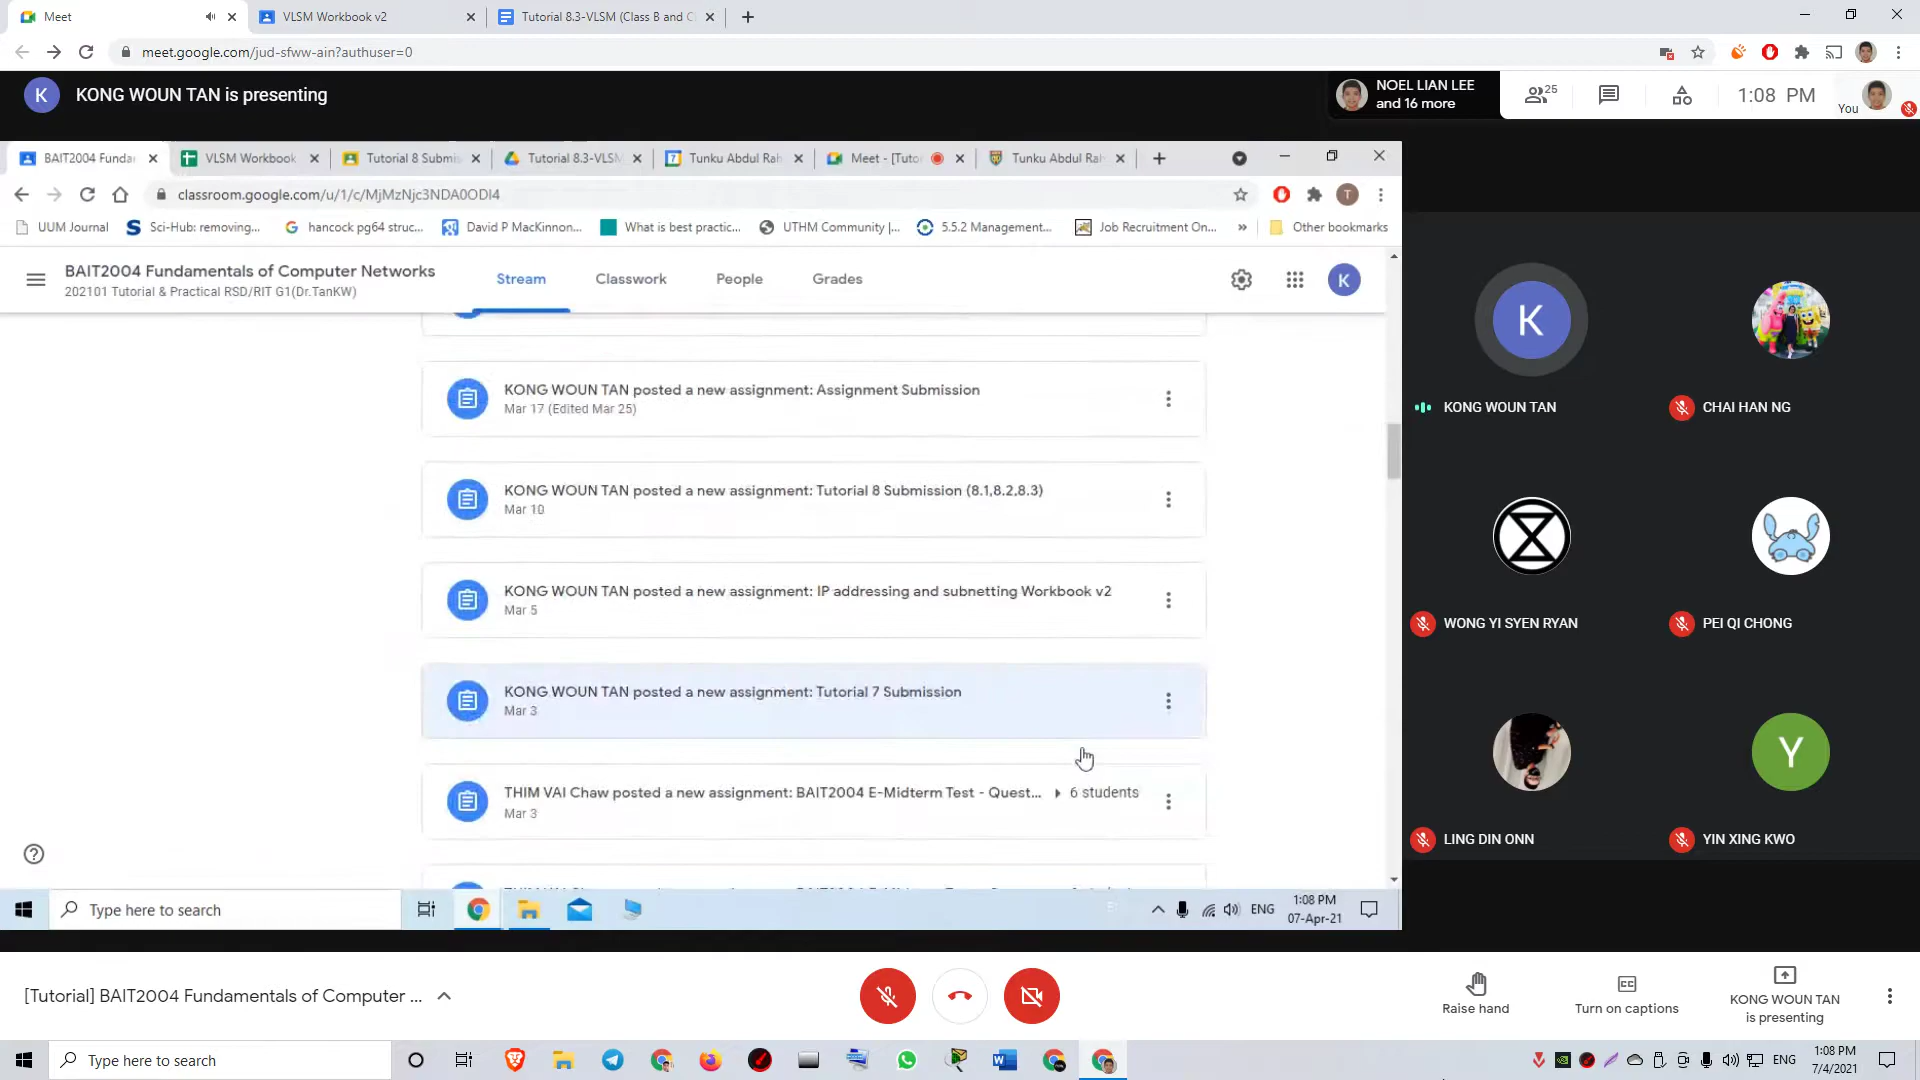 Meet
VLSM Workbook v2
Tutorial 8.3-VLSM (Class B and C
meet.google.com/jud-sfww-ain?authuser=0
K
KONG WOUN TAN is presenting
NOEL LIAN LEE
and 16 more
25
1:08 PM
You
BAIT2004 Funda
VLSM Workbook
Tutorial 8 Submis
Tutorial 8.3-VLSM
7
Tunku Abdul Rah
Meet - [Tuto
Tunku Abdul Rah
classroom.google.com/u/1/c/MjMzNjc3NDA0ODI4
T
UUM Journal
Sci-Hub: removing...
hancock pg64 struc...
David P MacKinnon...
What is best practic...
UTHM Community |...
5.5.2 Management...
Job Recruitment On...
»
Other bookmarks
BAIT2004 Fundamentals of Computer Networks
202101 Tutorial & Practical RSD/RIT G1(Dr.TanKW)
Stream
Classwork
People
Grades
K
KONG WOUN TAN posted a new assignment: Assignment Submission
Mar 17 (Edited Mar 25)
KONG WOUN TAN posted a new assignment: Tutorial 8 Submission (8.1,8.2,8.3)
Mar 10
KONG WOUN TAN posted a new assignment: IP addressing and subnetting Workbook v2
Mar 5
KONG WOUN TAN posted a new assignment: Tutorial 7 Submission
Mar 3
THIM VAI Chaw posted a new assignment: BAIT2004 E-Midterm Test - Quest...
6 students
Mar 3
Type here to search
ENG
1:08 PM
07-Apr-21
K
KONG WOUN TAN
CHAI HAN NG
WONG YI SYEN RYAN
PEI QI CHONG
LING DIN ONN
Y
YIN XING KWO
[Tutorial] BAIT2004 Fundamentals of Computer ...
Raise hand
Turn on captions
KONG WOUN TAN
is presenting
Type here to search
ENG
1:08 PM
7/4/2021